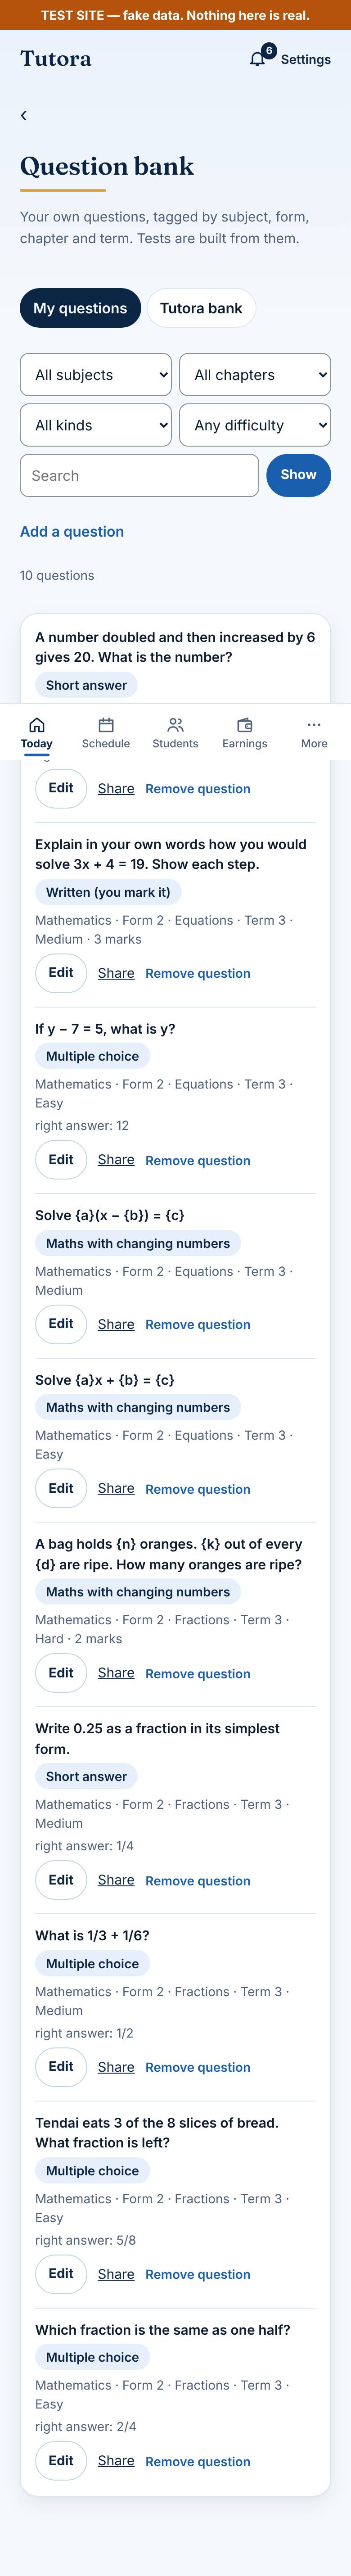 TEST SITE — fake data. Nothing here is real.
Tutora
6
Settings
Question bank
Your own questions, tagged by subject, form,
chapter and term. Tests are built from them.
My questions
Tutora bank
All subjects
All chapters
All kinds
Any difficulty
Search
Show
Add a question
10 questions
A number doubled and then increased by 6
gives 20. What is the number?
Short answer
Today
Schedule
Students
Earnings
More
Edit Share Remove question
Explain in your own words how you would
solve 3x + 4 = 19. Show each step.
Written (you mark it)
Mathematics · Form 2 · Equations · Term 3 ·
Medium · 3 marks
Edit Share Remove question
If y − 7 = 5, what is y?
Multiple choice
Mathematics · Form 2 · Equations · Term 3 ·
Easy
right answer: 12
Edit Share Remove question
Solve {a}(x − {b}) = {c}
Maths with changing numbers
Mathematics · Form 2 · Equations · Term 3 ·
Medium
Edit Share Remove question
Solve {a}x + {b} = {c}
Maths with changing numbers
Mathematics · Form 2 · Equations · Term 3 ·
Easy
Edit Share Remove question
A bag holds {n} oranges. {k} out of every
{d} are ripe. How many oranges are ripe?
Maths with changing numbers
Mathematics · Form 2 · Fractions · Term 3 ·
Hard · 2 marks
Edit Share Remove question
Write 0.25 as a fraction in its simplest
form.
Short answer
Mathematics · Form 2 · Fractions · Term 3 ·
Medium
right answer: 1/4
Edit Share Remove question
What is 1/3 + 1/6?
Multiple choice
Mathematics · Form 2 · Fractions · Term 3 ·
Medium
right answer: 1/2
Edit Share Remove question
Tendai eats 3 of the 8 slices of bread.
What fraction is left?
Multiple choice
Mathematics · Form 2 · Fractions · Term 3 ·
Easy
right answer: 5/8
Edit Share Remove question
Which fraction is the same as one half?
Multiple choice
Mathematics · Form 2 · Fractions · Term 3 ·
Easy
right answer: 2/4
Edit Share Remove question